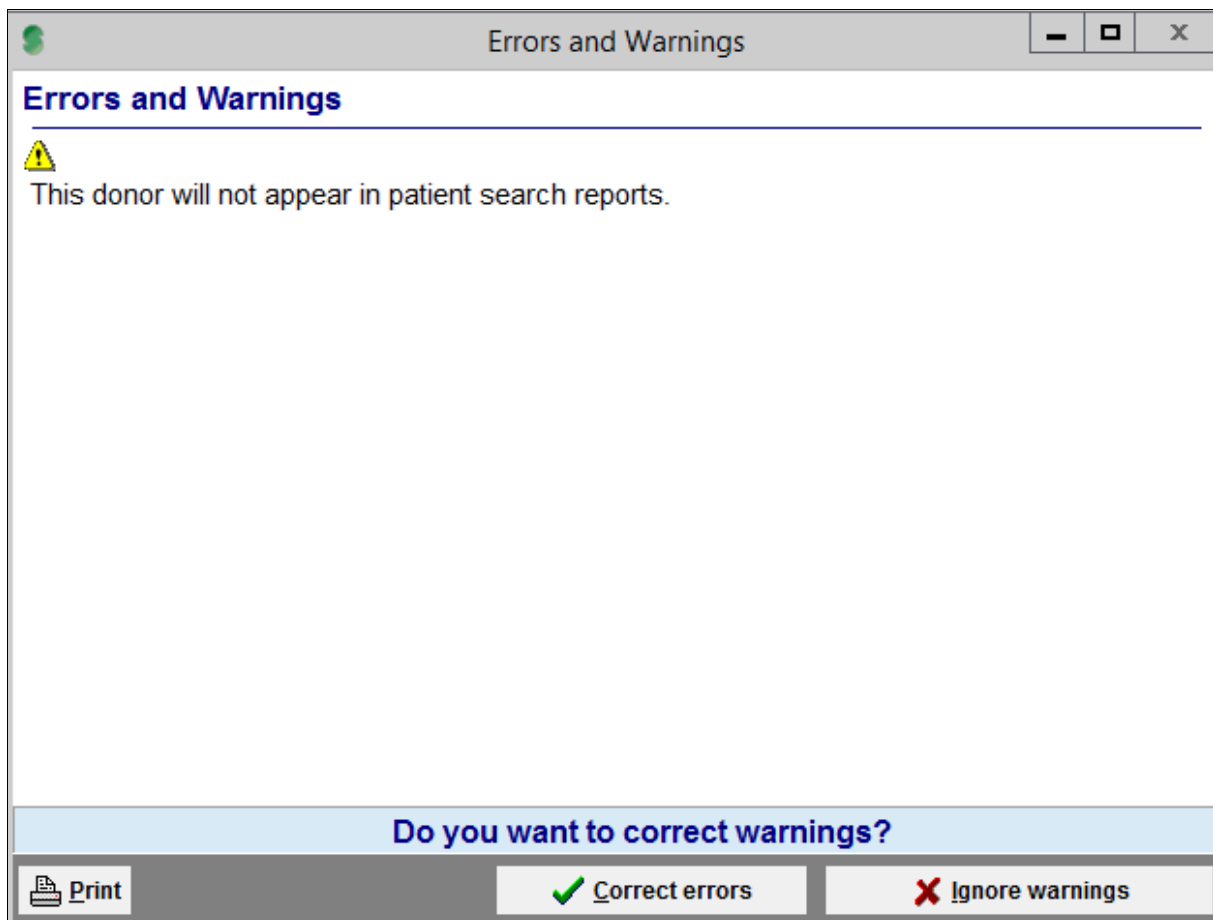 Errors and Warnings
Errors and Warnings
This donor will not appear in patient search reports.
Do you want to correct warnings?
Print
Correct errors
Ignore warnings